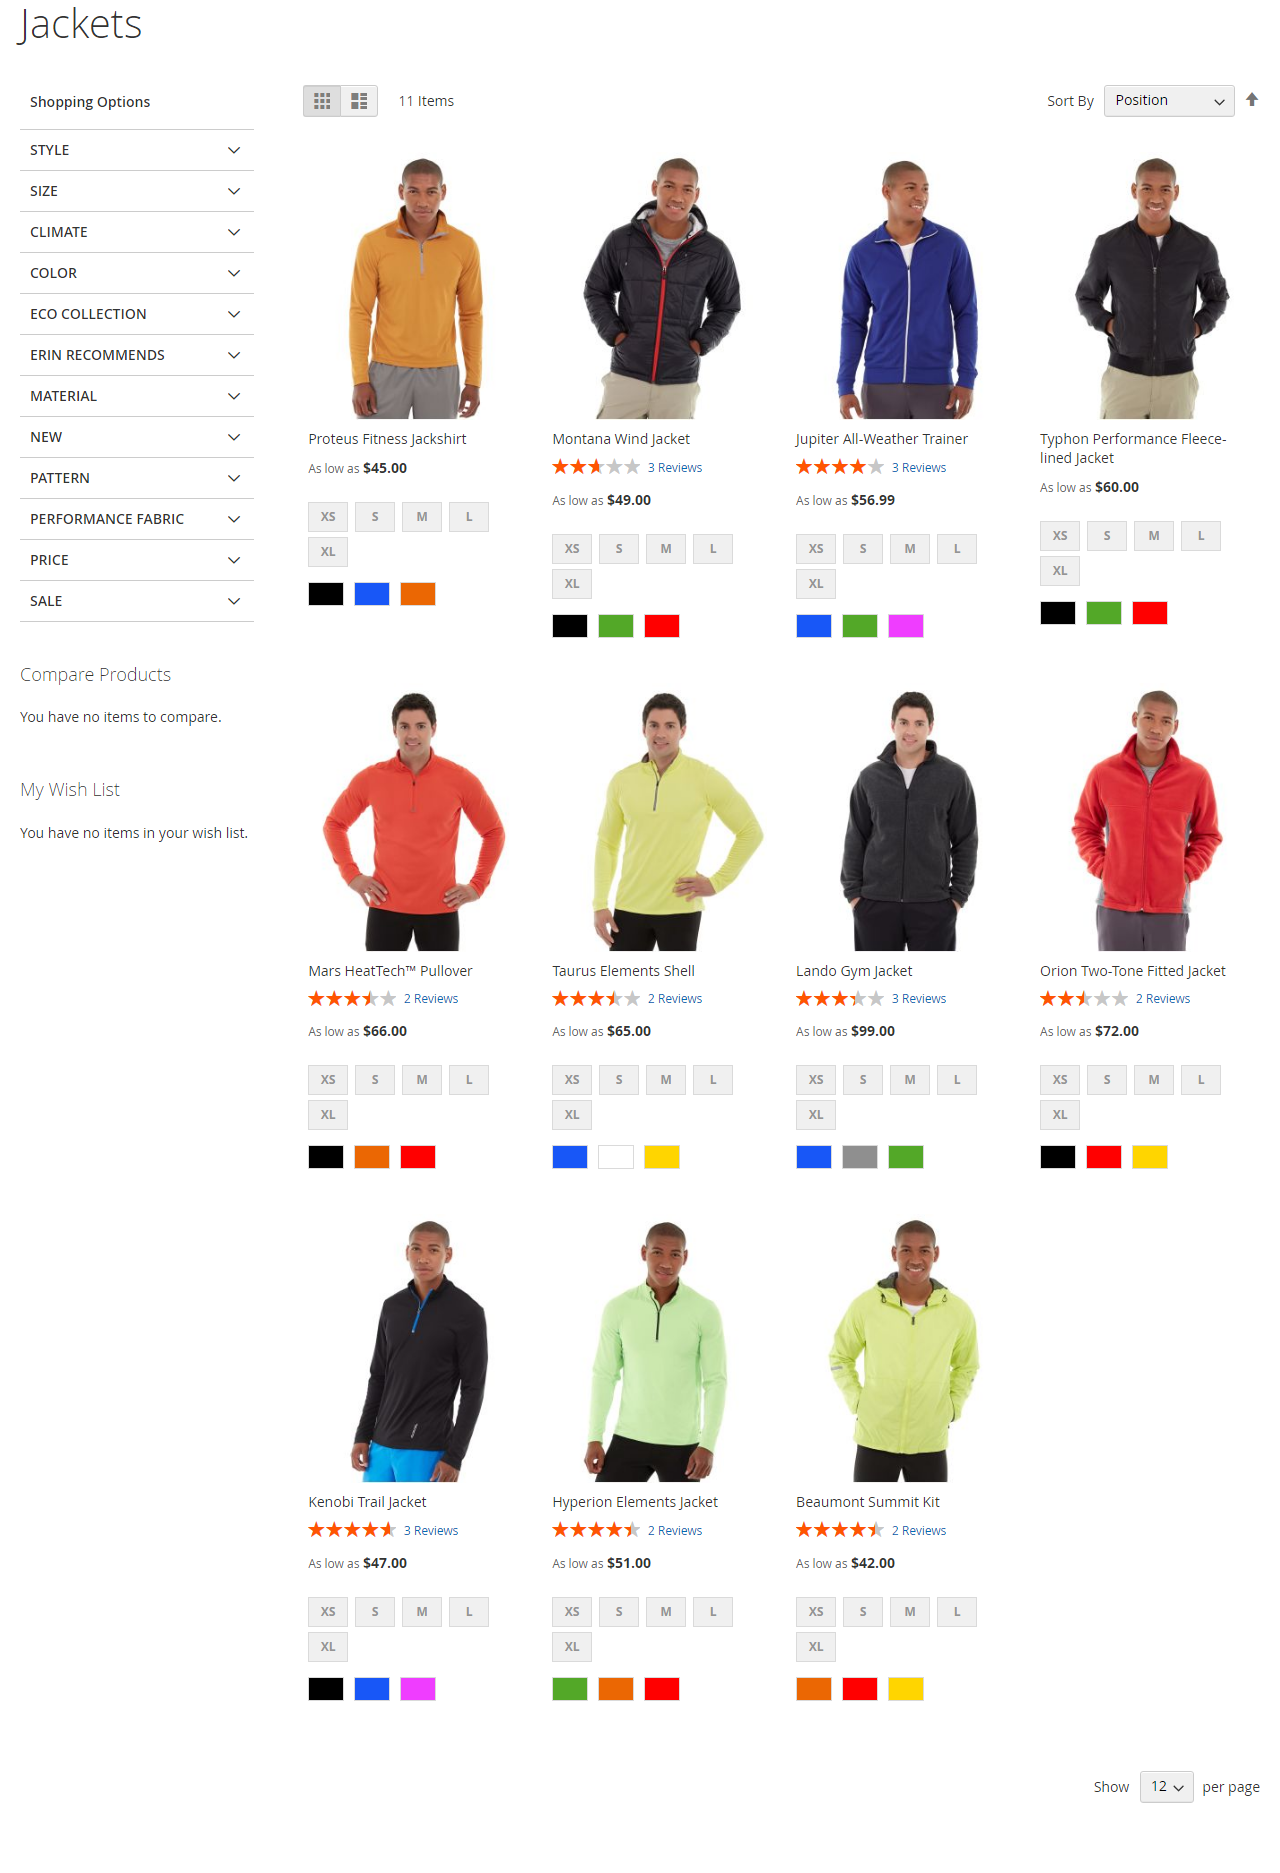 Jackets
Shopping Options
STYLE
SIZE
CLIMATE
COLOR
ECO COLLECTION
ERIN RECOMMENDS
MATERIAL
NEW
PATTERN
PERFORMANCE FABRIC
PRICE
SALE
Compare Products
You have no items to compare.
My Wish List
You have no items in your wish list.
11 Items
Sort By Position
Proteus Fitness Jackshirt
As low as $45.00
XS S M L
XL
Montana Wind Jacket
3 Reviews
As low as $49.00
XS S M L
XL
Jupiter All-Weather Trainer
3 Reviews
As low as $56.99
XS S M L
XL
Typhon Performance Fleece-
lined Jacket
As low as $60.00
XS S M L
XL
Mars HeatTech™ Pullover
2 Reviews
As low as $66.00
XS S M L
XL
Taurus Elements Shell
2 Reviews
As low as $65.00
XS S M L
XL
Lando Gym Jacket
3 Reviews
As low as $99.00
XS S M L
XL
Orion Two-Tone Fitted Jacket
2 Reviews
As low as $72.00
XS S M L
XL
Kenobi Trail Jacket
3 Reviews
As low as $47.00
XS S M L
XL
Hyperion Elements Jacket
2 Reviews
As low as $51.00
XS S M L
XL
Beaumont Summit Kit
2 Reviews
As low as $42.00
XS S M L
XL
Show 12 per page